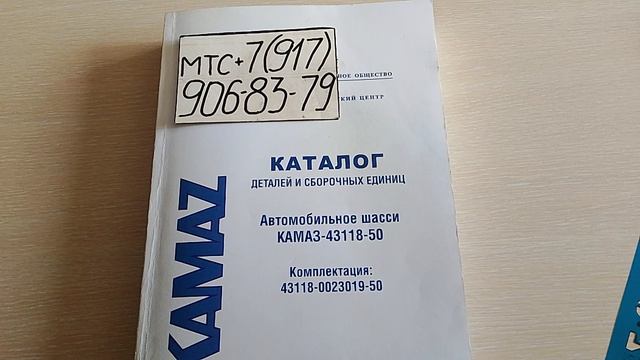 МТС+7(917)
906-83-79
НОЕ ОБЩЕСТВО
КИЙ ЦЕНТР
КАТАЛОГ
ДЕТАЛЕЙ И СБОРОЧНЫХ ЕДИНИЦ
Автомобильное шасси
КАМАЗ-43118-50
Комплектация:
43118-0023019-50
KAMAZ